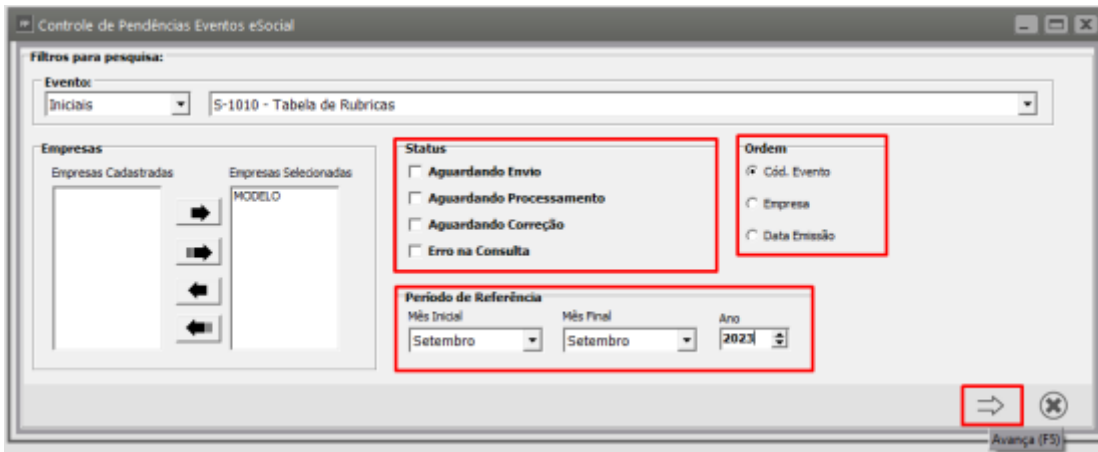 Controle de Pendências Eventos eSocial
Filtros para pesquisa:
Evento:
Iniciais S-1010 - Tabela de Rubricas
Empresas
Empresas Cadastradas Empresas Selecionadas
MODELO
Status
Aguardando Envio
Aguardando Processamento
Aguardando Correção
Erro na Consulta
Ordem
Cód. Evento
Empresa
Data Emissão
Período de Referência
Mês Inicial Mês Final Ano
Setembro Setembro 2023
Avança (F5)